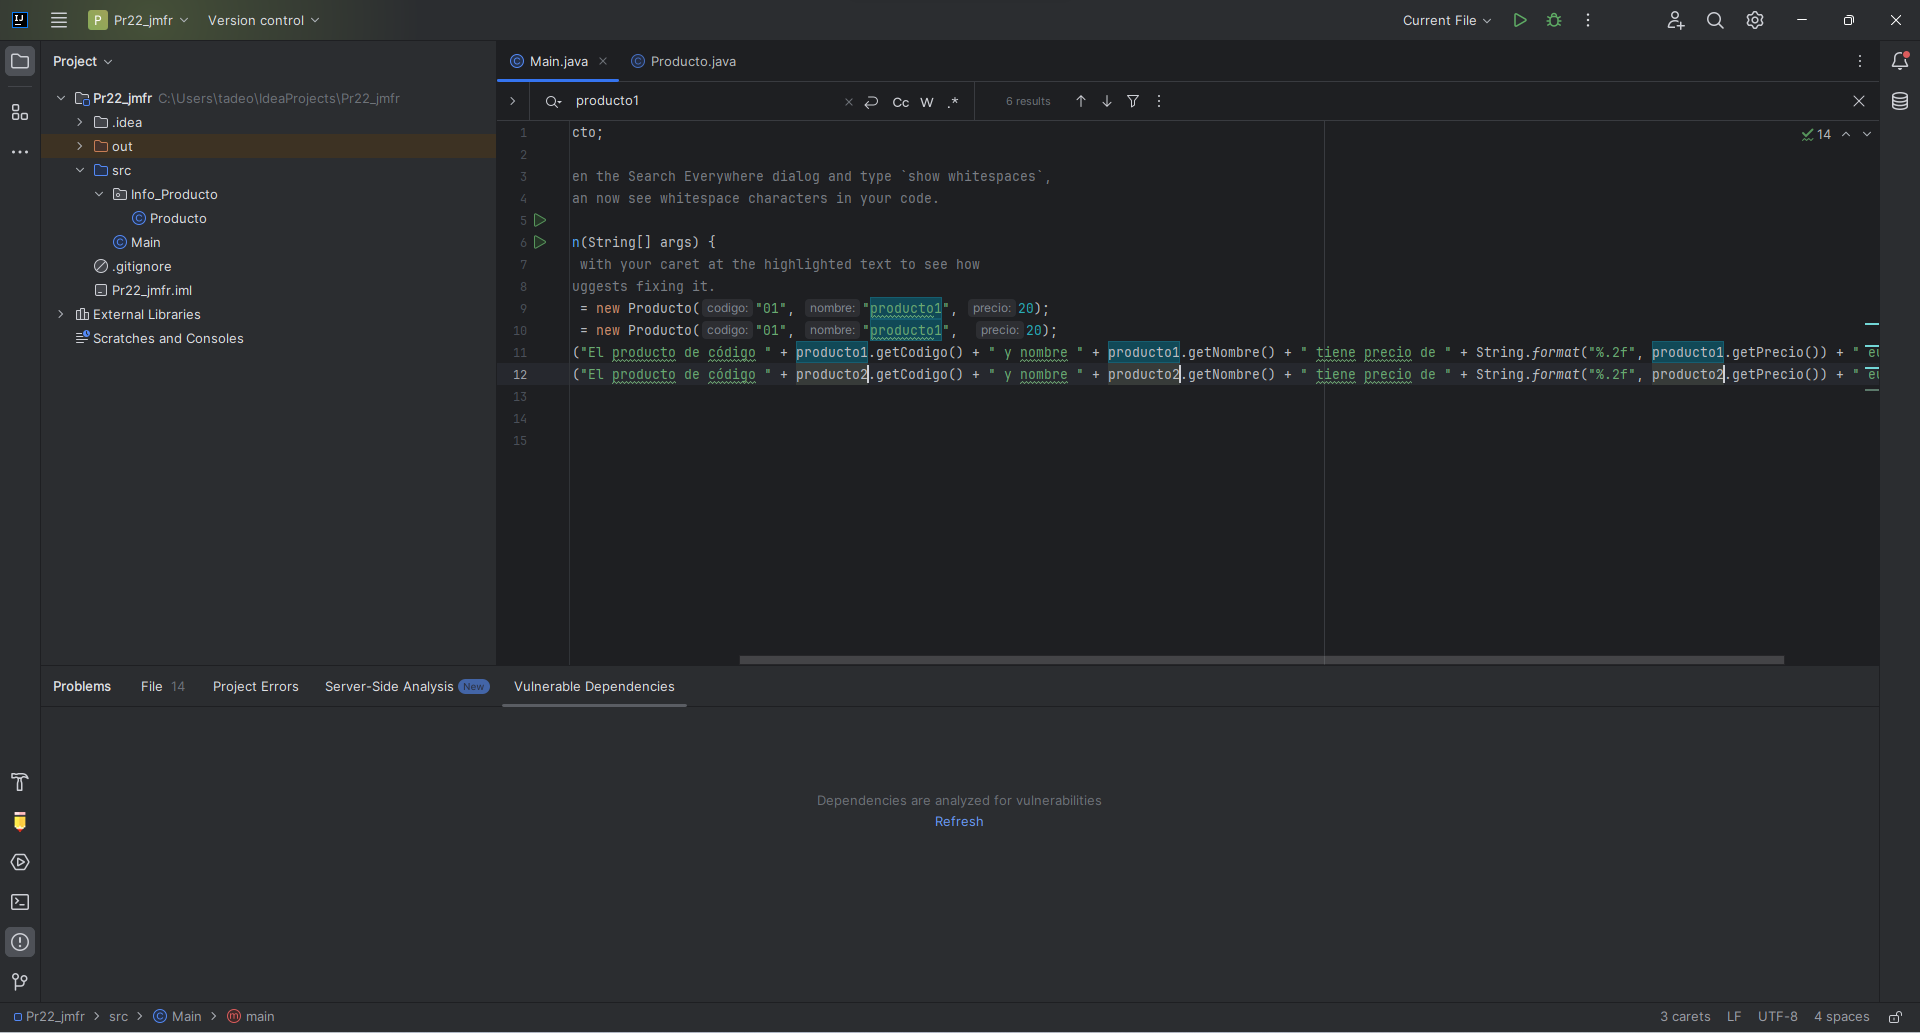 P Pr22_jmfr Version control Current File
Project
Main.java Producto.java
Pr22_jmfr C:\Users\tadeo\IdeaProjects\Pr22_jmfr
.idea
out
src
Info_Producto
Producto
Main
.gitignore
Pr22_jmfr.iml
External Libraries
Scratches and Consoles
producto1 Cc W .* 6 results
14
1 cto;
2
3 en the Search Everywhere dialog and type `show whitespaces`,
4 an now see whitespace characters in your code.
5
6 n(String[] args) {
7 with your caret at the highlighted text to see how
8 uggests fixing it.
9 = new Producto( codigo: "01", nombre: "producto1", precio: 20);
10 = new Producto( codigo: "01", nombre: "producto1", precio: 20);
11 ("El producto de código " + producto1.getCodigo() + " y nombre " + producto1.getNombre() + " tiene precio de " + String.format("%.2f", producto1.getPrecio()) + " eu
12 ("El producto de código " + producto2.getCodigo() + " y nombre " + producto2.getNombre() + " tiene precio de " + String.format("%.2f", producto2.getPrecio()) + " eu
13
14
15
Problems File 14 Project Errors Server-Side Analysis New Vulnerable Dependencies
Dependencies are analyzed for vulnerabilities
Refresh
Pr22_jmfr > src > Main > m main 3 carets LF UTF-8 4 spaces